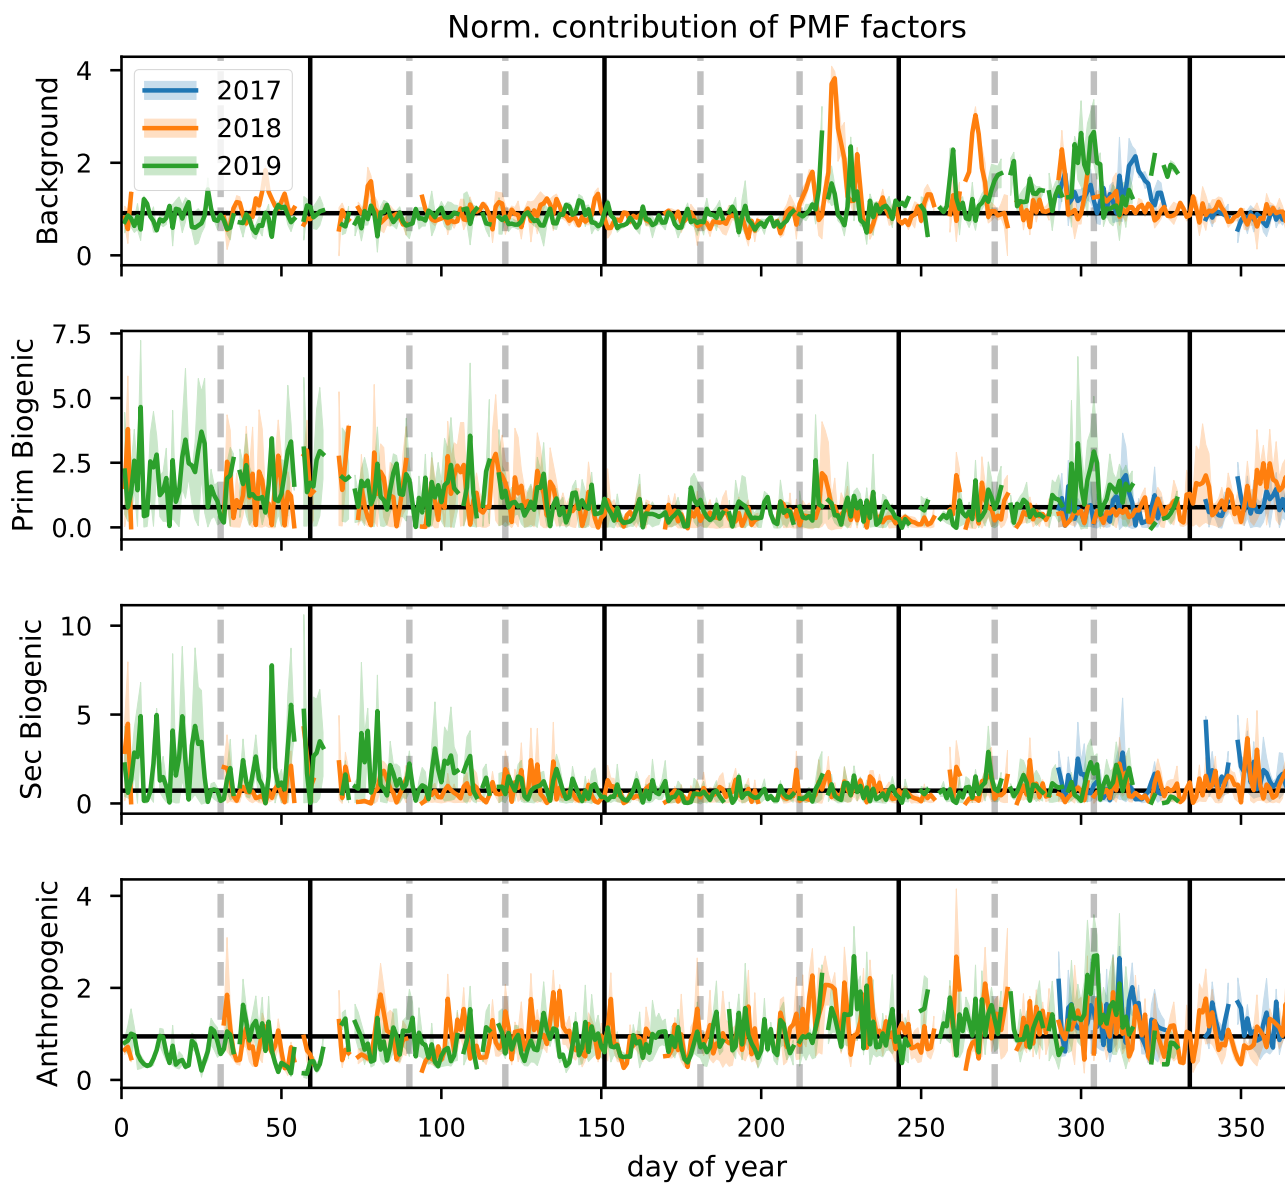 Norm. contribution of PMF factors
Background
4
2
0
2017
2018
2019
Prim Biogenic
7.5
5.0
2.5
0.0
Sec Biogenic
10
5
0
Anthropogenic
4
2
0
0 50 100 150 200 250 300 350
day of year